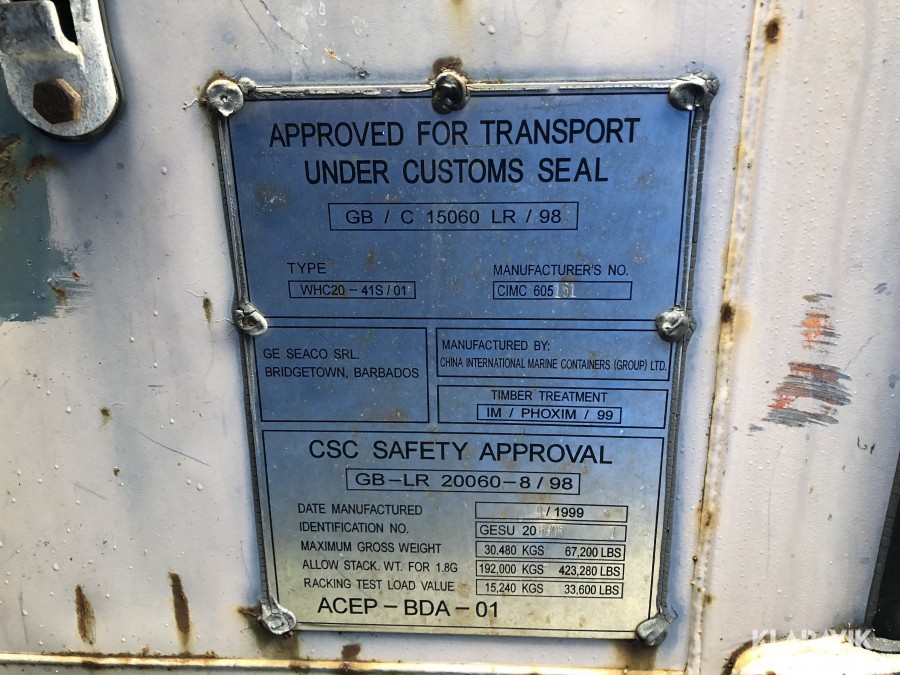 APPROVED FOR TRANSPORT
UNDER CUSTOMS SEAL
GB / C 15060 LR / 98
TYPE
WHC20 - 41S / 01
MANUFACTURER'S NO.
CIMC
GE SEACO SRL.
BRIDGETOWN, BARBADOS
MANUFACTURED BY:
CHINA INTERNATIONAL MARINE CONTAINERS (GROUP) LTD.
TIMBER TREATMENT
IM / PHOXIM / 99
CSC SAFETY APPROVAL
GB-LR 20060-8 / 98
DATE MANUFACTURED / 1999
IDENTIFICATION NO. GESU
MAXIMUM GROSS WEIGHT 30,480 KGS 67,200 LBS
ALLOW STACK. WT. FOR 1.8G 192,000 KGS 423,280 LBS
RACKING TEST LOAD VALUE 15,240 KGS 33,600 LBS
ACEP - BDA - 01
KLARAVIK